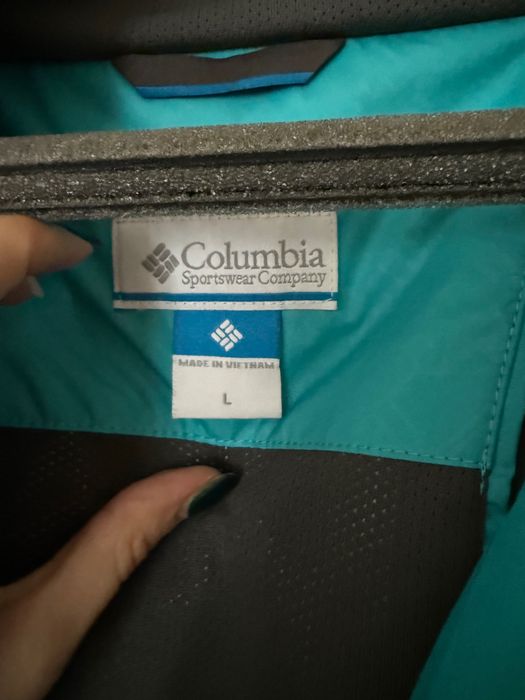 Columbia
Sportswear Company
MADE IN VIETNAM
L